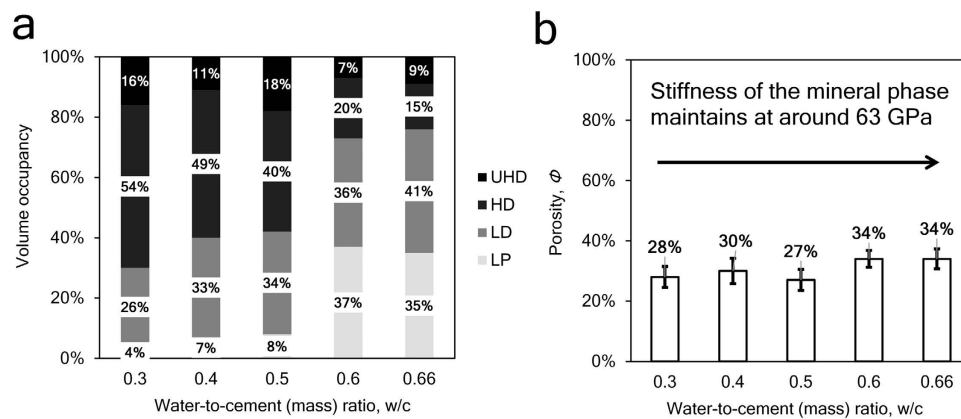 a
100%
80%
60%
40%
20%
0%
Volume occupancy
16%
54%
26%
4%
11%
49%
33%
7%
18%
40%
34%
8%
7%
20%
36%
37%
9%
15%
41%
35%
0.3 0.4 0.5 0.6 0.66
Water-to-cement (mass) ratio, w/c
UHD
HD
LD
LP
b
100%
80%
60%
40%
20%
0%
Porosity, Φ
Stiffness of the mineral phase
maintains at around 63 GPa
28% 30% 27% 34% 34%
0.3 0.4 0.5 0.6 0.66
Water-to-cement (mass) ratio, w/c